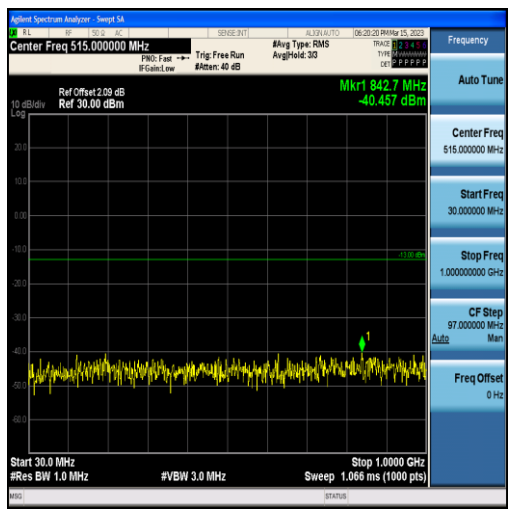 Agilent Spectrum Analyzer - Swept SA
RL RF 50 Ω AC SENSE:INT ALIGN AUTO 06:20:20 PM Mar 15, 2023
Center Freq 515.000000 MHz
PNO: Fast
IFGain:Low
Trig: Free Run
#Atten: 40 dB
#Avg Type: RMS
Avg|Hold: 3/3
TRACE 1 2 3 4 5 6
TYPE
DET P P P P P P
Frequency
Ref Offset 2.09 dB
10 dB/div Ref 30.00 dBm
Log
Mkr1 842.7 MHz
-40.457 dBm
Auto Tune
20.0
10.0
0.00
-10.0
-20.0
-30.0
-40.0
-50.0
-60.0
-13.00 dBm
1
Center Freq
515.000000 MHz
Start Freq
30.000000 MHz
Stop Freq
1.000000000 GHz
CF Step
97.000000 MHz
Auto Man
Freq Offset
0 Hz
Start 30.0 MHz Stop 1.0000 GHz
#Res BW 1.0 MHz #VBW 3.0 MHz Sweep 1.066 ms (1000 pts)
MSG STATUS